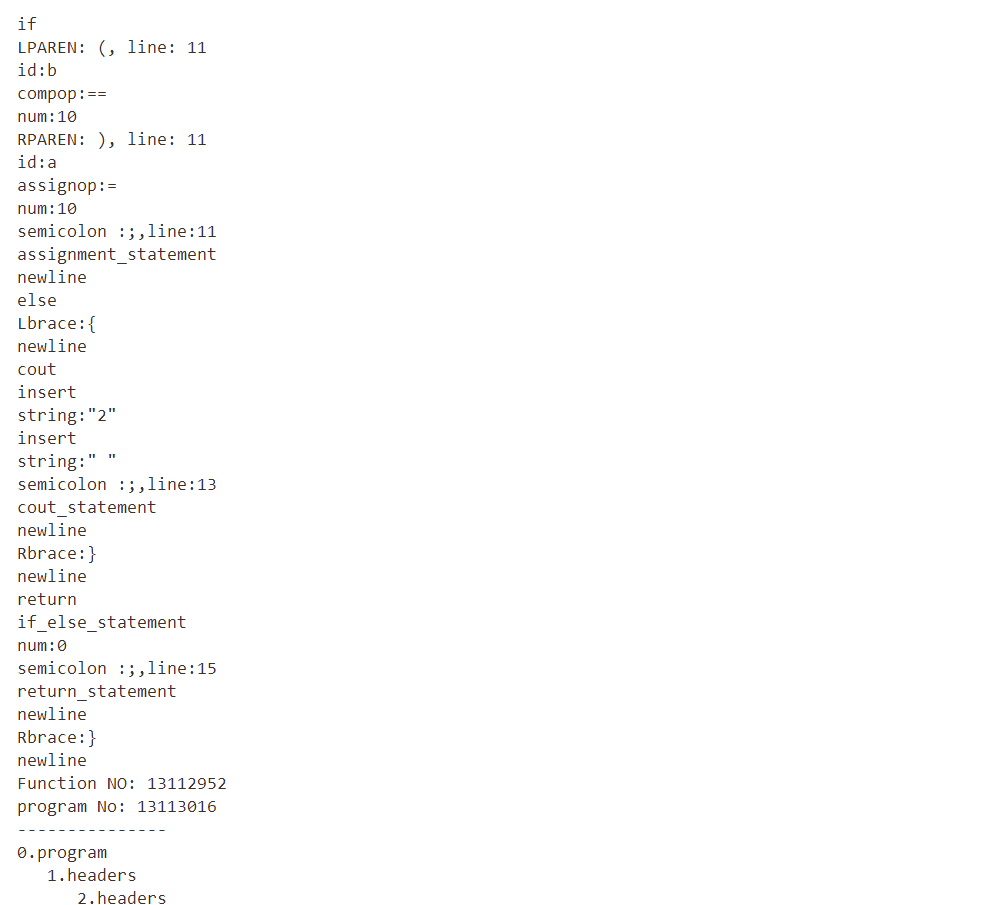 if
LPAREN: (, line: 11
id:b
compop:==
num:10
RPAREN: ), line: 11
id:a
assignop:=
num:10
semicolon :;,line:11
assignment_statement
newline
else
Lbrace:{
newline
cout
insert
string:"2"
insert
string:" "
semicolon :;,line:13
cout_statement
newline
Rbrace:}
newline
return
if_else_statement
num:0
semicolon :;,line:15
return_statement
newline
Rbrace:}
newline
Function NO: 13112952
program No: 13113016
---------------
0.program
   1.headers
      2.headers